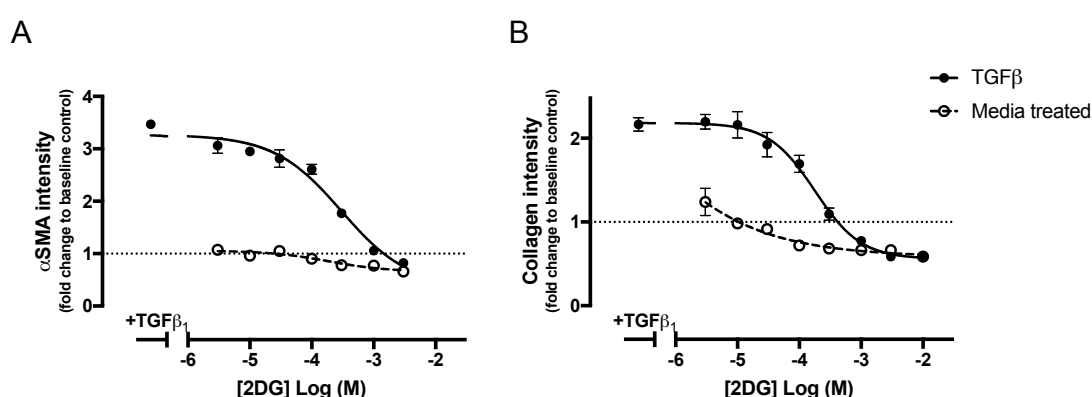 A
αSMA intensity
(fold change to baseline control)
4
3
2
1
0
+TGFβ1
-6 -5 -4 -3 -2
[2DG] Log (M)
B
Collagen intensity
(fold change to baseline control)
2
1
0
+TGFβ1
-6 -5 -4 -3 -2
[2DG] Log (M)
TGFβ
Media treated